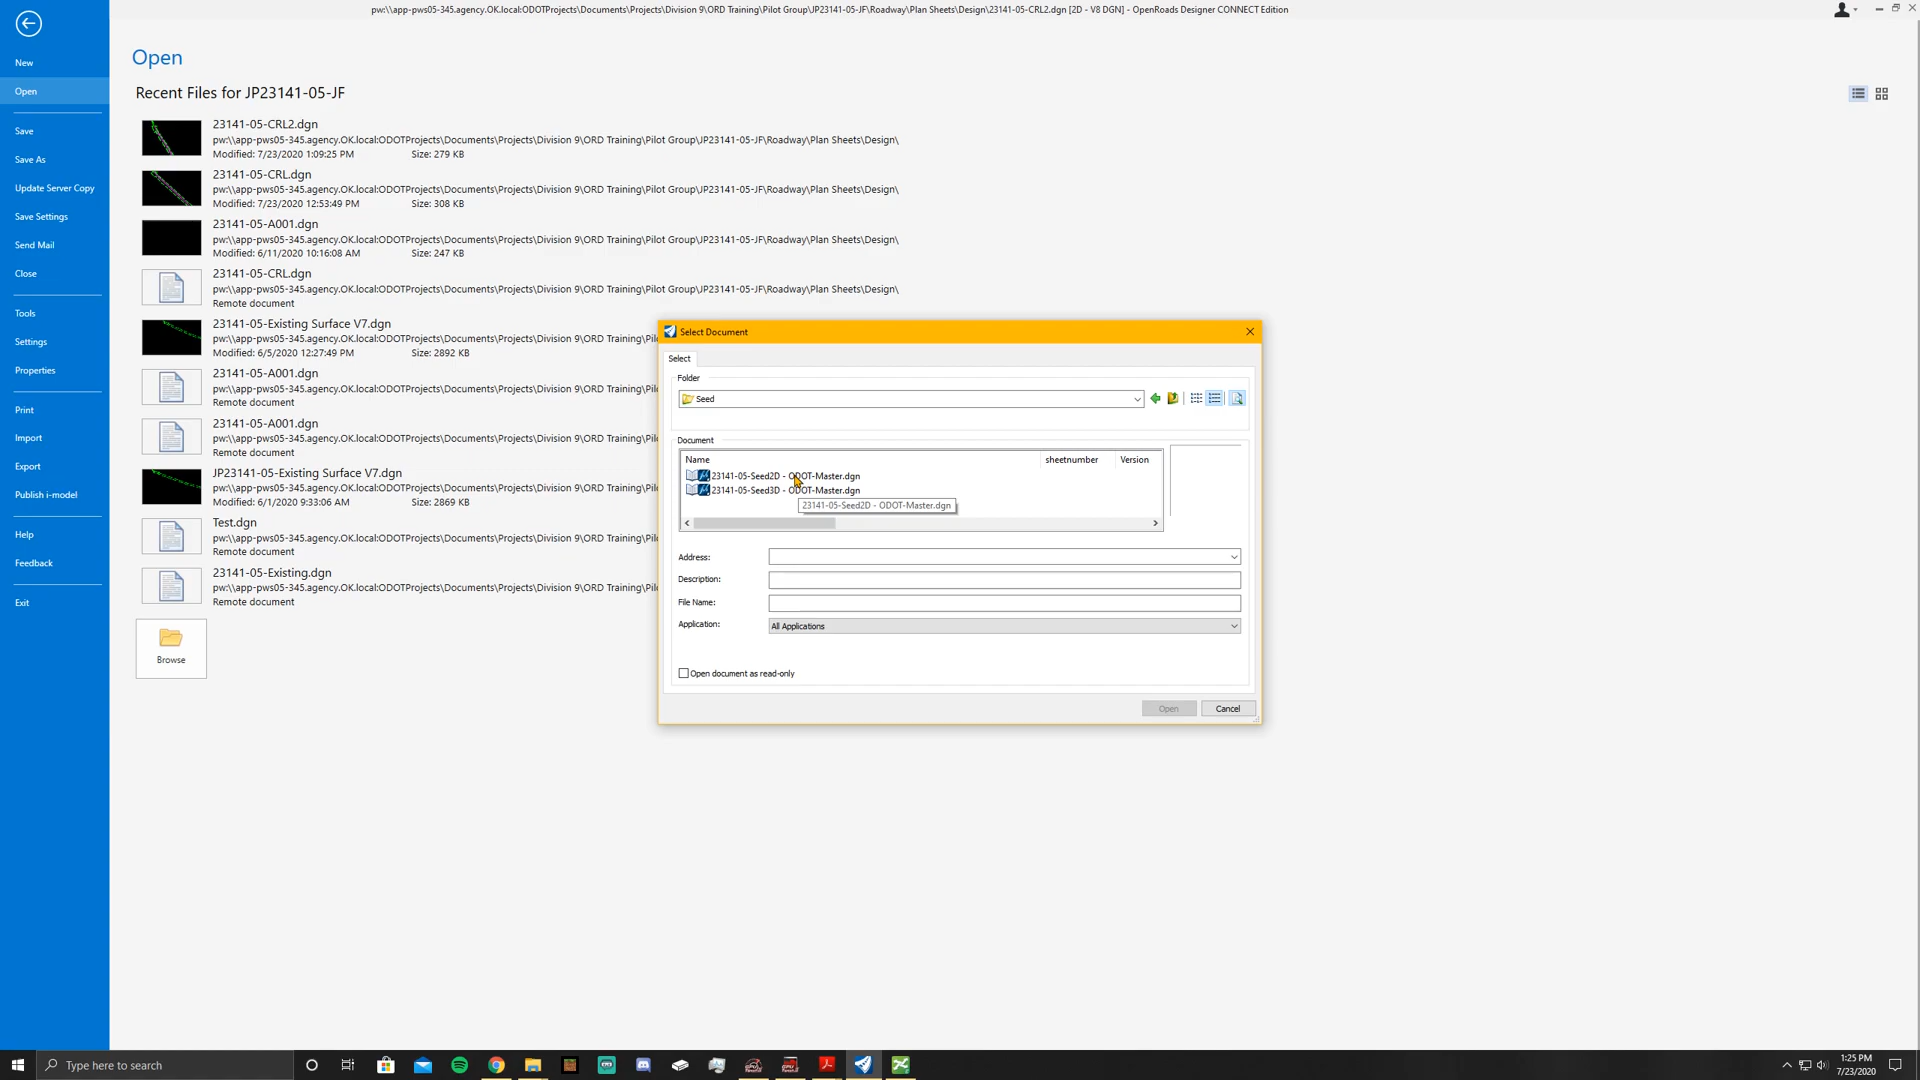 pw:\\app-pws05-345.agency.OK.local:ODOTProjects\Documents\Projects\Division 9\ORD Training\Pilot Group\JP23141-05-JF\Roadway\Plan Sheets\Design\23141-05-CRL2.dgn [2D - V8 DGN] - OpenRoads Designer CONNECT Edition
New
Open
Save
Save As
Update Server Copy
Save Settings
Send Mail
Close
Tools
Settings
Properties
Print
Import
Export
Publish i-model
Help
Feedback
Exit
Open
Recent Files for JP23141-05-JF
23141-05-CRL2.dgn
pw:\\app-pws05-345.agency.OK.local:ODOTProjects\Documents\Projects\Division 9\ORD Training\Pilot Group\JP23141-05-JF\Roadway\Plan Sheets\Design\
Modified: 7/23/2020 1:09:25 PM Size: 279 KB
23141-05-CRL.dgn
pw:\\app-pws05-345.agency.OK.local:ODOTProjects\Documents\Projects\Division 9\ORD Training\Pilot Group\JP23141-05-JF\Roadway\Plan Sheets\Design\
Modified: 7/23/2020 12:53:49 PM Size: 308 KB
23141-05-A001.dgn
pw:\\app-pws05-345.agency.OK.local:ODOTProjects\Documents\Projects\Division 9\ORD Training\Pilot Group\JP23141-05-JF\Roadway\Plan Sheets\Design\
Modified: 6/11/2020 10:16:08 AM Size: 247 KB
23141-05-CRL.dgn
pw:\\app-pws05-345.agency.OK.local:ODOTProjects\Documents\Projects\Division 9\ORD Training\Pilot Group\JP23141-05-JF\Roadway\Plan Sheets\Design\
Remote document
23141-05-Existing Surface V7.dgn
pw:\\app-pws05-345.agency.OK.local:ODOTProjects\Documents\Projects\Division 9\ORD Training\Pil
Modified: 6/5/2020 12:27:49 PM Size: 2892 KB
23141-05-A001.dgn
pw:\\app-pws05-345.agency.OK.local:ODOTProjects\Documents\Projects\Division 9\ORD Training\Pil
Remote document
23141-05-A001.dgn
pw:\\app-pws05-345.agency.OK.local:ODOTProjects\Documents\Projects\Division 9\ORD Training\Pil
Remote document
JP23141-05-Existing Surface V7.dgn
pw:\\app-pws05-345.agency.OK.local:ODOTProjects\Documents\Projects\Division 9\ORD Training\Pil
Modified: 6/1/2020 9:33:06 AM Size: 2869 KB
Test.dgn
pw:\\app-pws05-345.agency.OK.local:ODOTProjects\Documents\Projects\Division 9\ORD Training\Pil
Remote document
23141-05-Existing.dgn
pw:\\app-pws05-345.agency.OK.local:ODOTProjects\Documents\Projects\Division 9\ORD Training\Pil
Remote document
Browse
Select Document
Select
Folder
Seed
Document
Name sheetnumber Version
23141-05-Seed2D - ODOT-Master.dgn
23141-05-Seed3D - ODOT-Master.dgn
23141-05-Seed2D - ODOT-Master.dgn
Address:
Description:
File Name:
Application: All Applications
Open document as read-only
Open Cancel
Type here to search
1:25 PM
7/23/2020